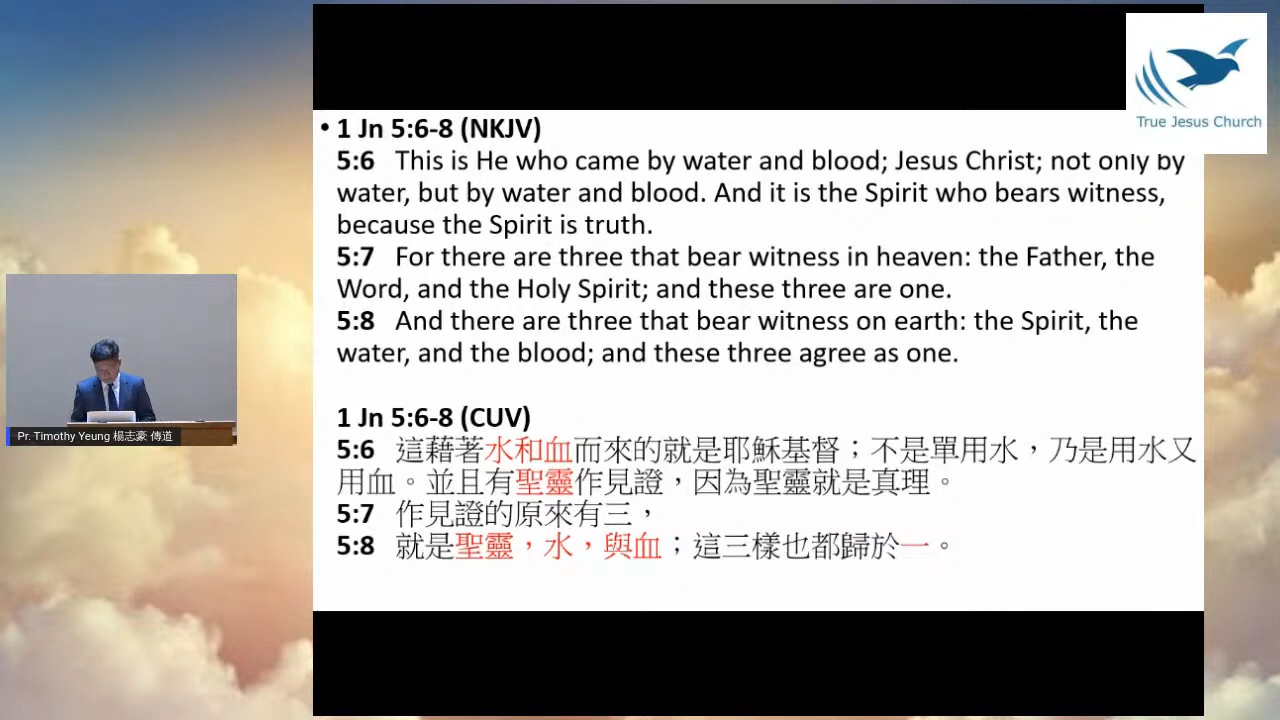 True Jesus Church
• 1 Jn 5:6-8 (NKJV)
5:6 This is He who came by water and blood; Jesus Christ; not only by
water, but by water and blood. And it is the Spirit who bears witness,
because the Spirit is truth.
5:7 For there are three that bear witness in heaven: the Father, the
Word, and the Holy Spirit; and these three are one.
5:8 And there are three that bear witness on earth: the Spirit, the
water, and the blood; and these three agree as one.
1 Jn 5:6-8 (CUV)
5:6 這藉著水和血而來的就是耶穌基督；不是單用水，乃是用水又
用血。並且有聖靈作見證，因為聖靈就是真理。
5:7 作見證的原來有三，
5:8 就是聖靈，水，與血；這三樣也都歸於一。
Pr. Timothy Yeung 楊志豪 傳道